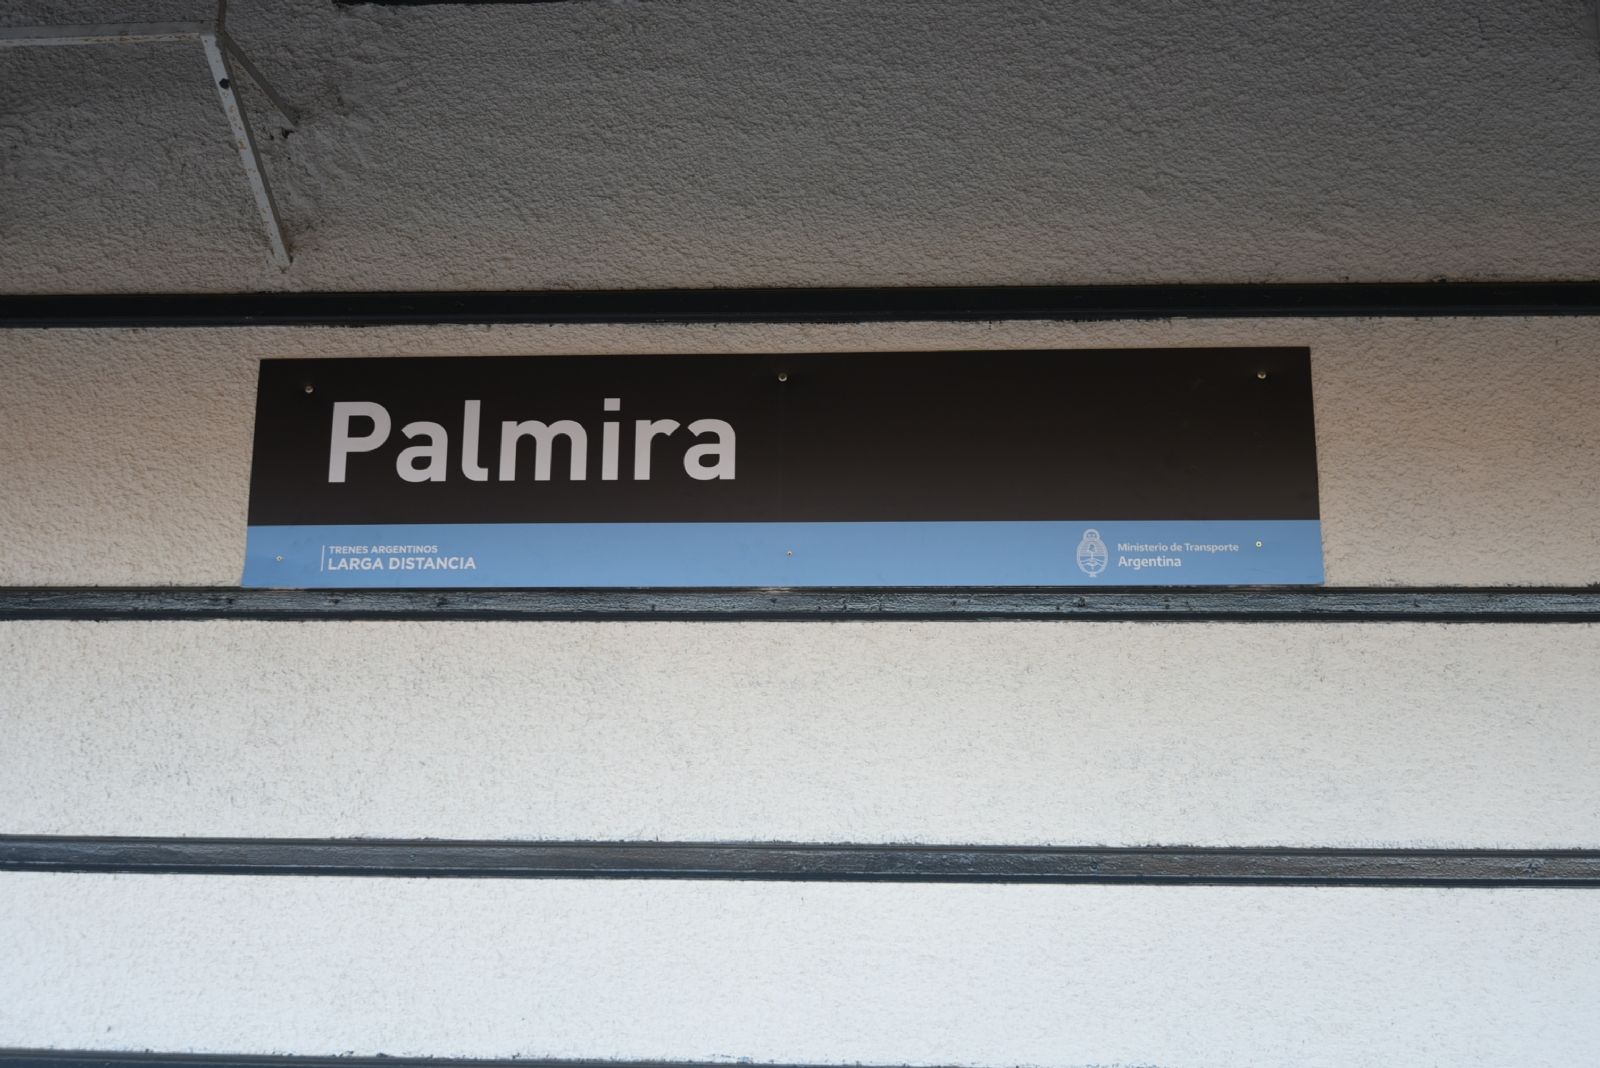 Palmira
TRENES ARGENTINOS
LARGA DISTANCIA
Ministerio de Transporte
Argentina